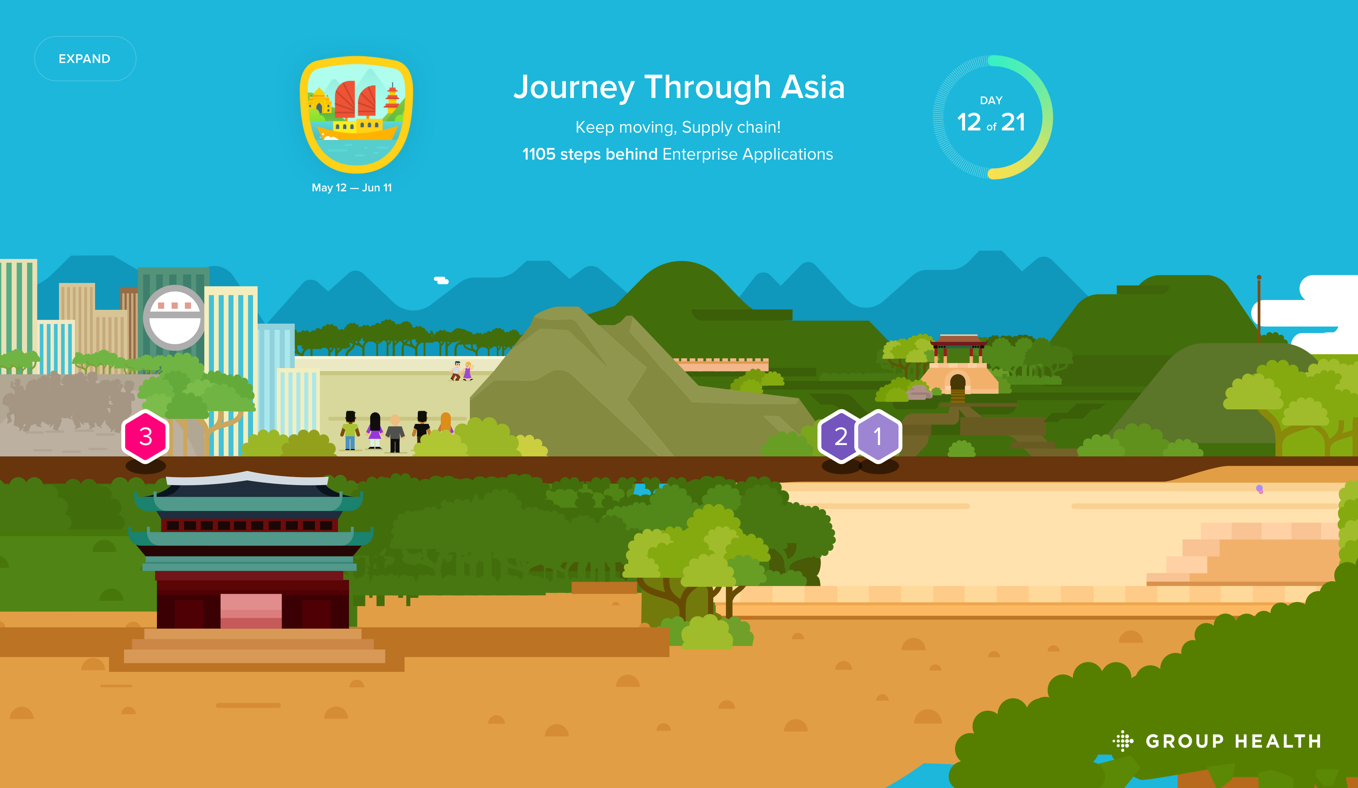 EXPAND
Journey Through Asia
Keep moving, Supply chain!
1105 steps behind Enterprise Applications
May 12 — Jun 11
DAY
12 of 21
3
2
1
GROUP HEALTH